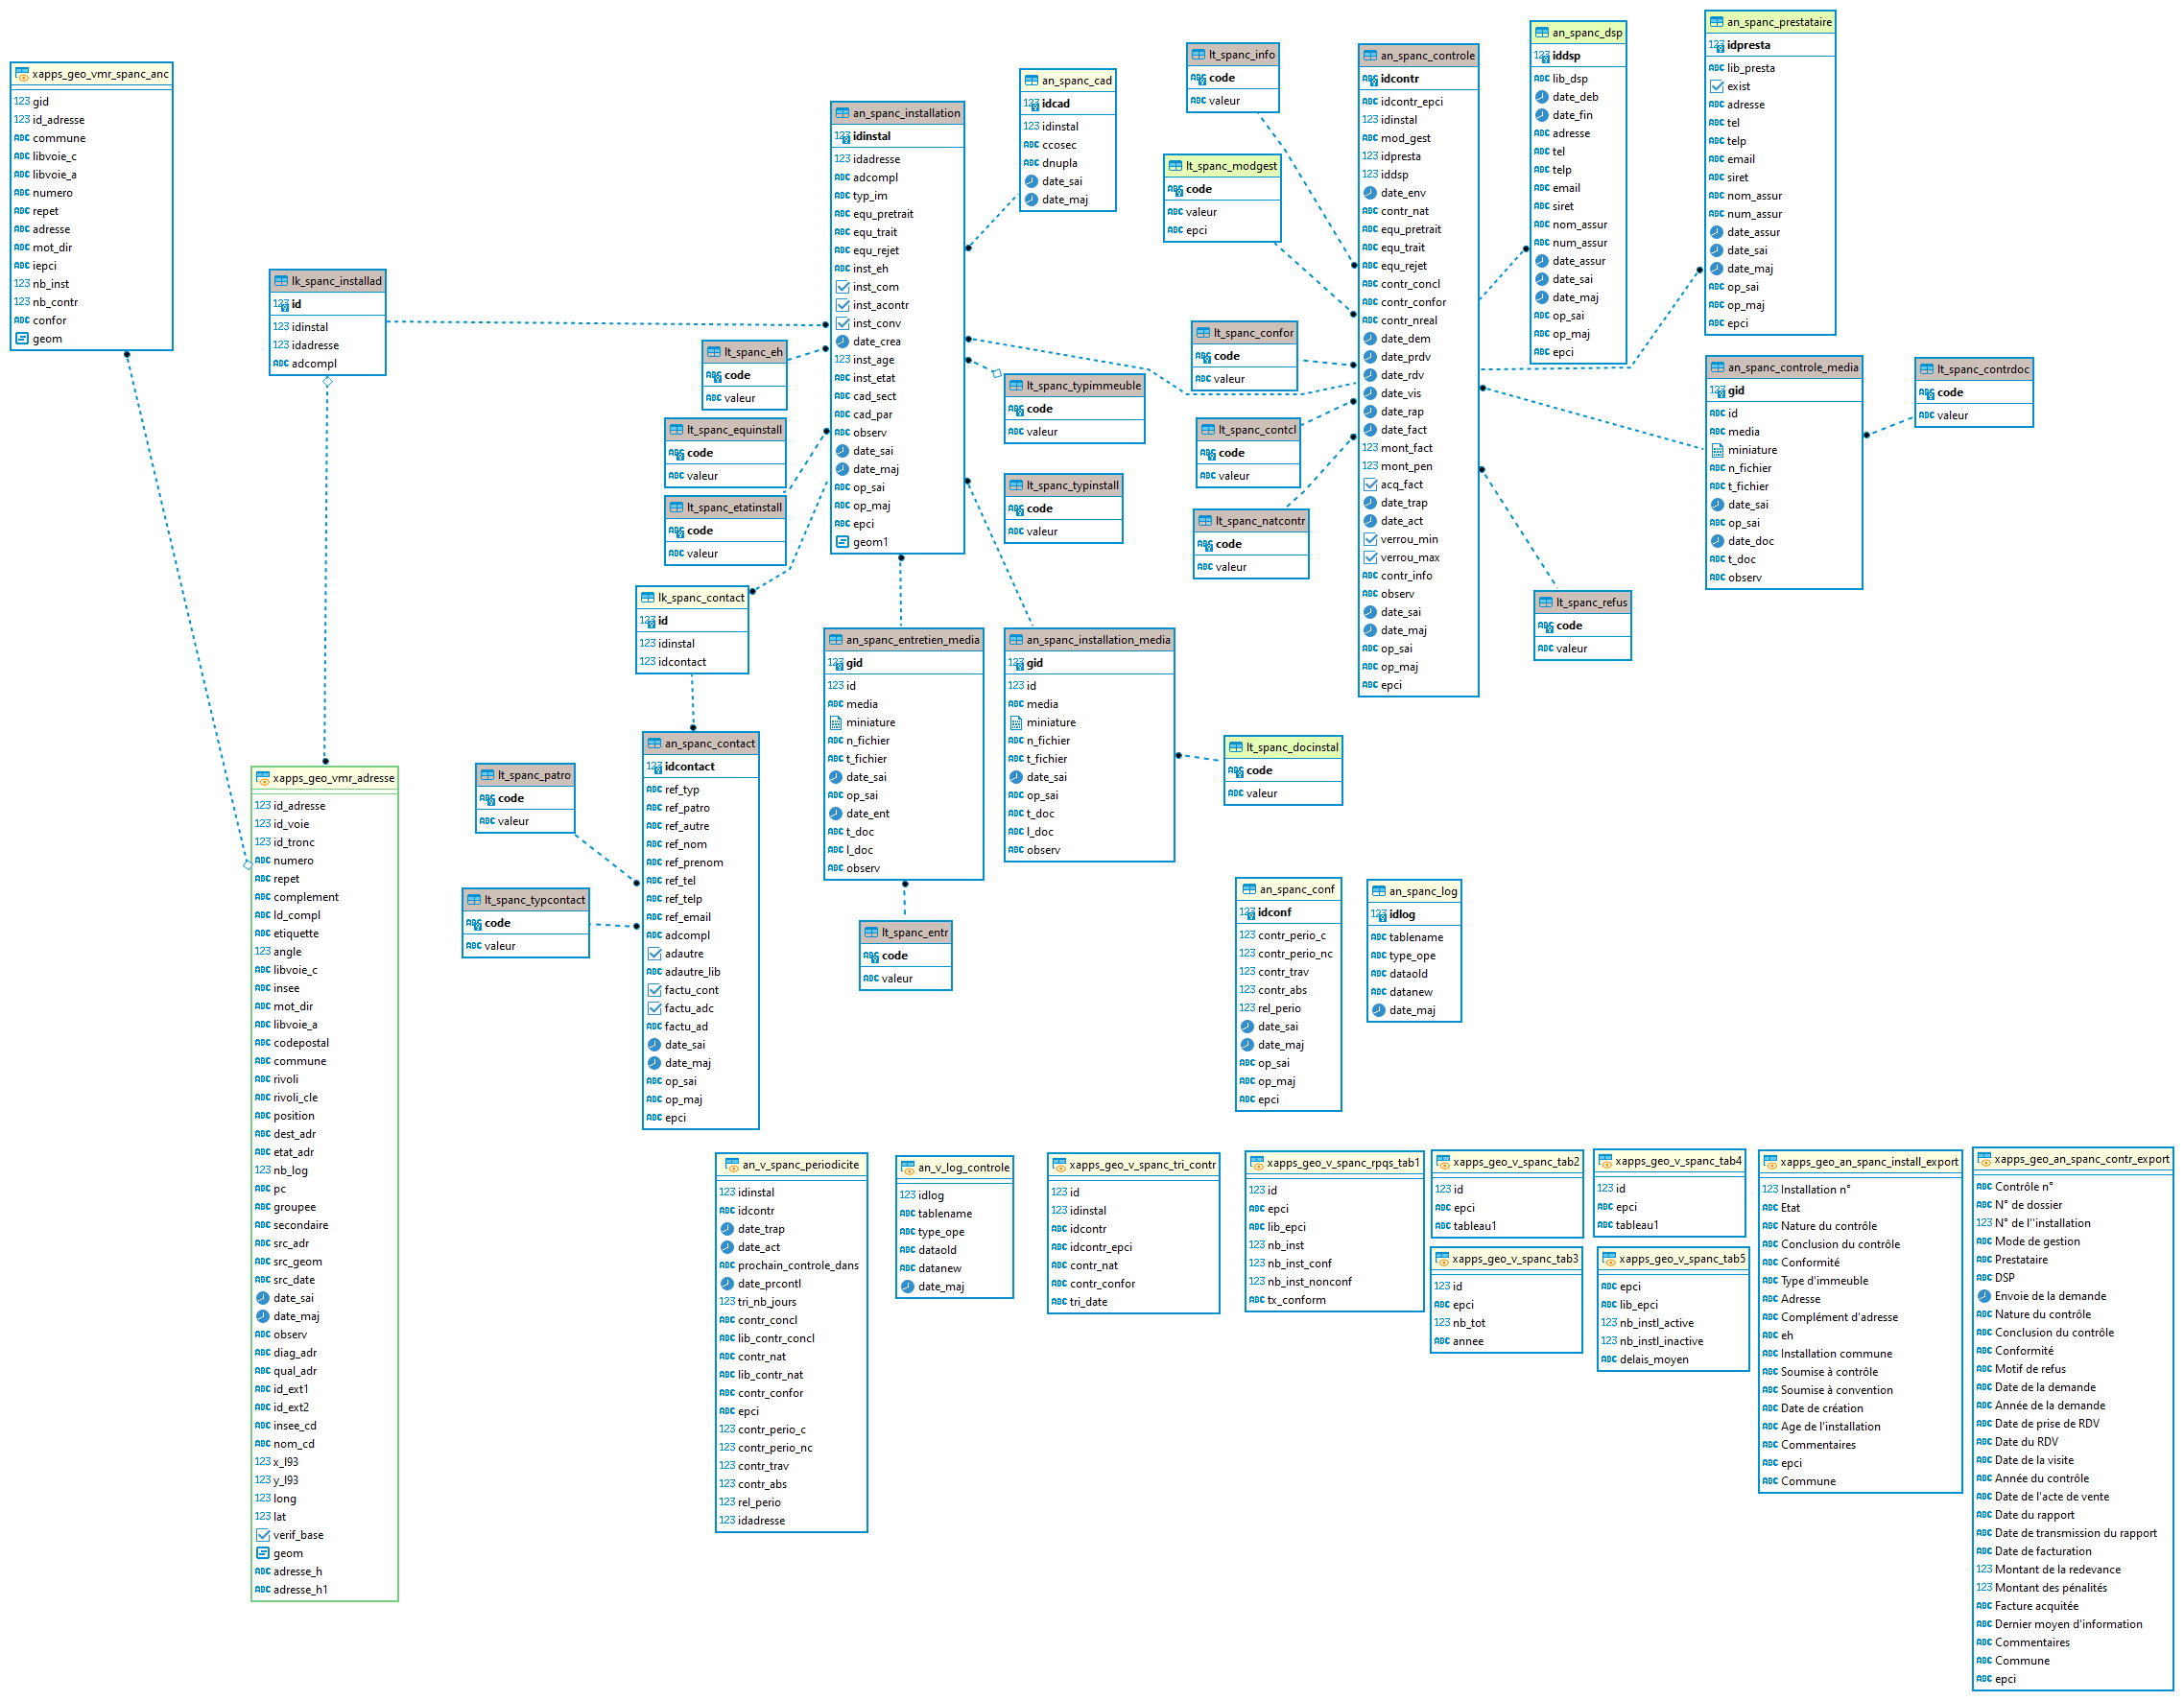 xapps_geo_vmr_spanc_anc
123 gid
123 id_adresse
ABC commune
ABC libvoie_c
ABC libvoie_a
ABC numero
ABC repet
ABC adresse
ABC mot_dir
ABC iepci
123 nb_inst
123 nb_contr
ABC confor
geom
lk_spanc_installad
123 id
123 idinstal
123 idadresse
ABC adcompl
xapps_geo_vmr_adresse
123 id_adresse
123 id_voie
123 id_tronc
ABC numero
ABC repet
ABC complement
ABC ld_compl
ABC etiquette
123 angle
ABC libvoie_c
ABC insee
ABC mot_dir
ABC libvoie_a
ABC codepostal
ABC commune
ABC rivoli
ABC rivoli_cle
ABC position
ABC dest_adr
ABC etat_adr
123 nb_log
ABC pc
ABC groupee
ABC secondaire
ABC src_adr
ABC src_geom
ABC src_date
date_sai
date_maj
ABC observ
ABC diag_adr
ABC qual_adr
ABC id_ext1
ABC id_ext2
ABC insee_cd
ABC nom_cd
123 x_l93
123 y_l93
123 long
123 lat
verif_base
geom
ABC adresse_h
ABC adresse_h1
an_spanc_installation
123 idinstal
123 idadresse
ABC adcompl
ABC typ_im
ABC equ_pretrait
ABC equ_trait
ABC equ_rejet
ABC inst_eh
inst_com
inst_acontr
inst_conv
date_crea
123 inst_age
ABC inst_etat
ABC cad_sect
ABC cad_par
ABC observ
date_sai
date_maj
ABC op_sai
ABC op_maj
ABC epci
geom1
an_spanc_cad
123 idcad
123 idinstal
ABC ccosec
ABC dnupla
date_sai
date_maj
lt_spanc_eh
ABC code
ABC valeur
lt_spanc_equinstall
ABC code
ABC valeur
lt_spanc_etatinstall
ABC code
ABC valeur
lt_spanc_typimmeuble
ABC code
ABC valeur
lt_spanc_typinstall
ABC code
ABC valeur
lk_spanc_contact
123 id
123 idinstal
123 idcontact
an_spanc_contact
123 idcontact
ABC ref_typ
ABC ref_patro
ABC ref_autre
ABC ref_nom
ABC ref_prenom
ABC ref_tel
ABC ref_telp
ABC ref_email
ABC adcompl
adautre
ABC adautre_lib
factu_cont
factu_adc
ABC factu_ad
date_sai
date_maj
ABC op_sai
ABC op_maj
ABC epci
lt_spanc_patro
ABC code
ABC valeur
lt_spanc_typcontact
ABC code
ABC valeur
an_spanc_entretien_media
123 gid
123 id
ABC media
miniature
ABC n_fichier
ABC t_fichier
date_sai
ABC op_sai
date_ent
ABC t_doc
ABC l_doc
ABC observ
lt_spanc_entr
ABC code
ABC valeur
an_spanc_installation_media
123 gid
123 id
ABC media
miniature
ABC n_fichier
ABC t_fichier
date_sai
ABC op_sai
ABC t_doc
ABC l_doc
ABC observ
lt_spanc_docinstal
ABC code
ABC valeur
lt_spanc_info
ABC code
ABC valeur
lt_spanc_modgest
ABC code
ABC valeur
ABC epci
lt_spanc_confor
ABC code
ABC valeur
lt_spanc_contcl
ABC code
ABC valeur
lt_spanc_natcontr
ABC code
ABC valeur
an_spanc_controle
ABC idcontr
ABC idcontr_epci
123 idinstal
ABC mod_gest
123 idpresta
123 iddsp
date_env
ABC contr_nat
ABC equ_pretrait
ABC equ_trait
ABC equ_rejet
ABC contr_concl
ABC contr_confor
ABC contr_nreal
date_dem
date_prdv
date_rdv
date_vis
date_rap
date_fact
123 mont_fact
123 mont_pen
acq_fact
date_trap
date_act
verrou_min
verrou_max
ABC contr_info
ABC observ
date_sai
date_maj
ABC op_sai
ABC op_maj
ABC epci
an_spanc_dsp
123 iddsp
ABC lib_dsp
date_deb
date_fin
ABC adresse
ABC tel
ABC telp
ABC email
ABC siret
ABC nom_assur
ABC num_assur
date_assur
date_sai
date_maj
ABC op_sai
ABC op_maj
ABC epci
an_spanc_prestataire
123 idpresta
ABC lib_presta
exist
ABC adresse
ABC tel
ABC telp
ABC email
ABC siret
ABC nom_assur
ABC num_assur
date_assur
date_sai
date_maj
ABC op_sai
ABC op_maj
ABC epci
an_spanc_controle_media
123 gid
ABC id
ABC media
miniature
ABC n_fichier
ABC t_fichier
date_sai
ABC op_sai
date_doc
ABC t_doc
ABC observ
lt_spanc_contrdoc
ABC code
ABC valeur
lt_spanc_refus
ABC code
ABC valeur
an_spanc_conf
123 idconf
123 contr_perio_c
123 contr_perio_nc
123 contr_trav
123 contr_abs
123 rel_perio
date_sai
date_maj
ABC op_sai
ABC op_maj
ABC epci
an_spanc_log
123 idlog
ABC tablename
ABC type_ope
ABC dataold
ABC datanew
date_maj
an_v_spanc_periodicite
123 idinstal
ABC idcontr
date_trap
date_act
ABC prochain_controle_dans
date_prcontl
123 tri_nb_jours
ABC contr_concl
ABC lib_contr_concl
ABC contr_nat
ABC lib_contr_nat
ABC contr_confor
ABC epci
123 contr_perio_c
123 contr_perio_nc
123 contr_trav
123 contr_abs
123 rel_perio
123 idadresse
an_v_log_controle
123 idlog
ABC tablename
ABC type_ope
ABC dataold
ABC datanew
date_maj
xapps_geo_v_spanc_tri_contr
123 id
123 idinstal
ABC idcontr
ABC idcontr_epci
ABC contr_nat
ABC contr_confor
ABC tri_date
xapps_geo_v_spanc_rpqs_tab1
123 id
ABC epci
ABC lib_epci
123 nb_inst
123 nb_inst_conf
123 nb_inst_nonconf
ABC tx_conform
xapps_geo_v_spanc_tab2
123 id
ABC epci
ABC tableau1
xapps_geo_v_spanc_tab3
123 id
ABC epci
123 nb_tot
ABC annee
xapps_geo_v_spanc_tab4
123 id
ABC epci
ABC tableau1
xapps_geo_v_spanc_tab5
ABC epci
ABC lib_epci
123 nb_instl_active
123 nb_instl_inactive
ABC delais_moyen
xapps_geo_an_spanc_install_export
123 Installation n°
ABC Etat
ABC Nature du contrôle
ABC Conclusion du contrôle
ABC Conformité
ABC Type d'immeuble
ABC Adresse
ABC Complément d'adresse
ABC eh
ABC Installation commune
ABC Soumise à contrôle
ABC Soumise à convention
ABC Date de création
ABC Age de l'installation
ABC Commentaires
ABC epci
ABC Commune
xapps_geo_an_spanc_contr_export
ABC Contrôle n°
ABC N° de dossier
123 N° de l''installation
ABC Mode de gestion
ABC Prestataire
ABC DSP
Envoie de la demande
ABC Nature du contrôle
ABC Conclusion du contrôle
ABC Conformité
ABC Motif de refus
ABC Date de la demande
ABC Année de la demande
ABC Date de prise de RDV
ABC Date du RDV
ABC Date de la visite
ABC Année du contrôle
ABC Date de l'acte de vente
ABC Date du rapport
ABC Date de transmission du rapport
ABC Date de facturation
123 Montant de la redevance
123 Montant des pénalités
ABC Facture acquitée
ABC Dernier moyen d'information
ABC Commentaires
ABC Commune
ABC epci